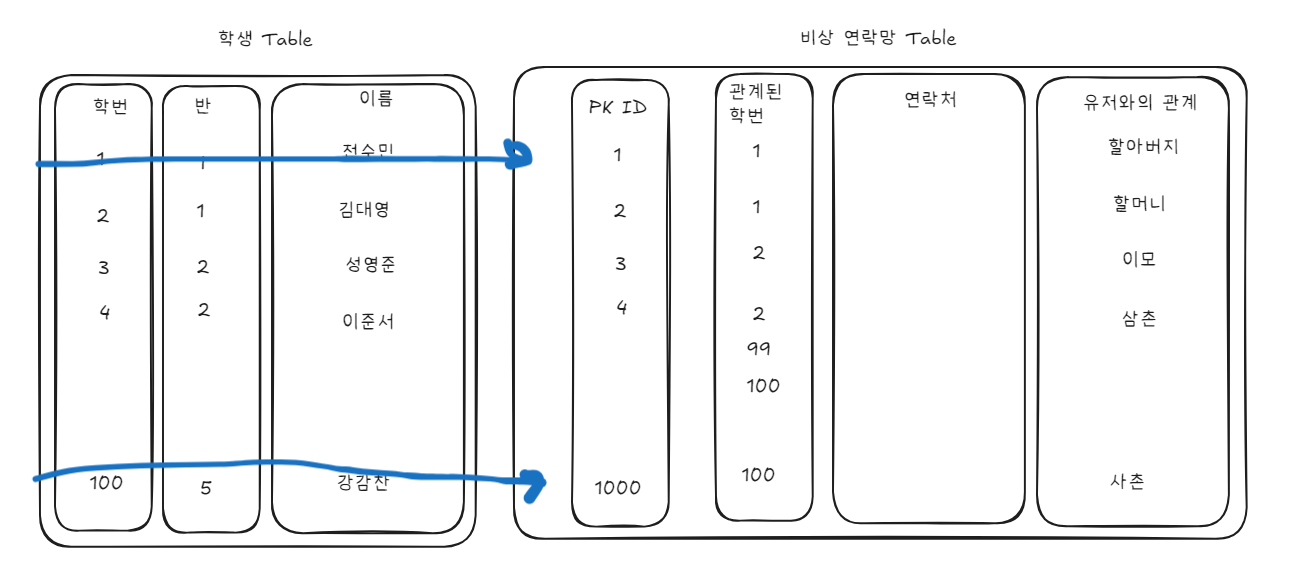 학생 Table
비상 연락망 Table
학번 반 이름
PK ID 관계된 연락처 유저와의 관계
학번
1 1 전수민
1 1 할아버지
2 1 김대영
2 1 할머니
3 2 성영준
3 2 이모
4 2 이준서
4 2 삼촌
99
100
100 5 강감찬
1000 100 사촌